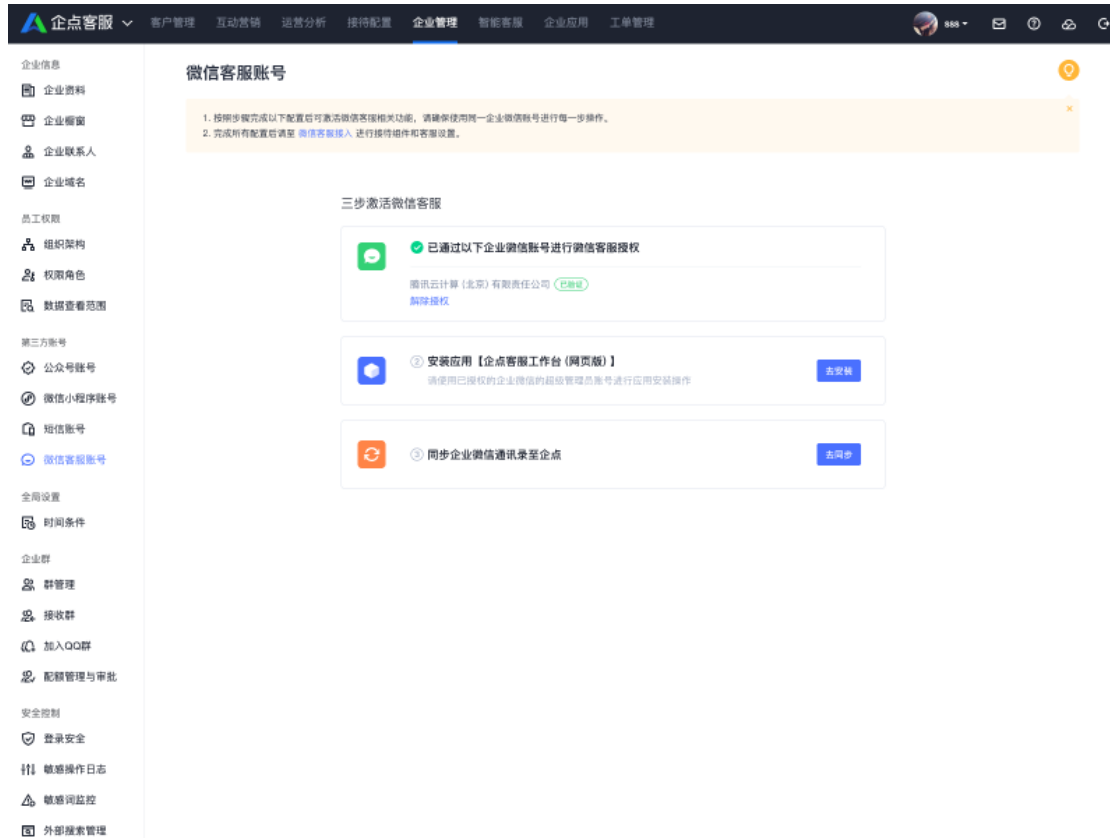 企点客服 客户管理 互动营销 运营分析 接待配置 企业管理 智能客服 企业应用 工单管理 888
企业信息
企业资料
企业橱窗
企业联系人
企业域名
员工权限
组织架构
权限角色
数据查看范围
第三方账号
公众号账号
微信小程序账号
短信账号
微信客服账号
全局设置
时间条件
企业群
群管理
接收群
加入QQ群
配额管理与审批
安全控制
登录安全
敏感操作日志
敏感词监控
外部搜索管理
微信客服账号
1. 按照步骤完成以下配置后可激活微信客服相关功能，请确保使用同一企业微信账号进行每一步操作。
2. 完成所有配置后请至 微信客服接入 进行接待组件和客服设置。
三步激活微信客服
已通过以下企业微信账号进行微信客服授权
腾讯云计算 (北京) 有限责任公司 已验证
解除授权
② 安装应用【企点客服工作台 (网页版) 】
请使用已授权的企业微信的超级管理员账号进行应用安装操作
去安装
③ 同步企业微信通讯录至企点
去同步